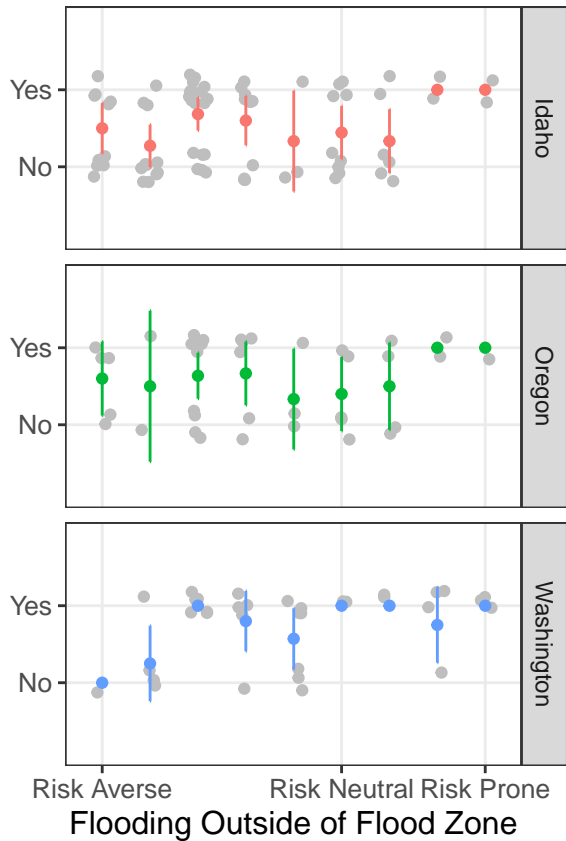 Yes
No
Idaho
Yes
No
Oregon
Yes
No
Washington
Risk Averse Risk Neutral Risk Prone
Flooding Outside of Flood Zone